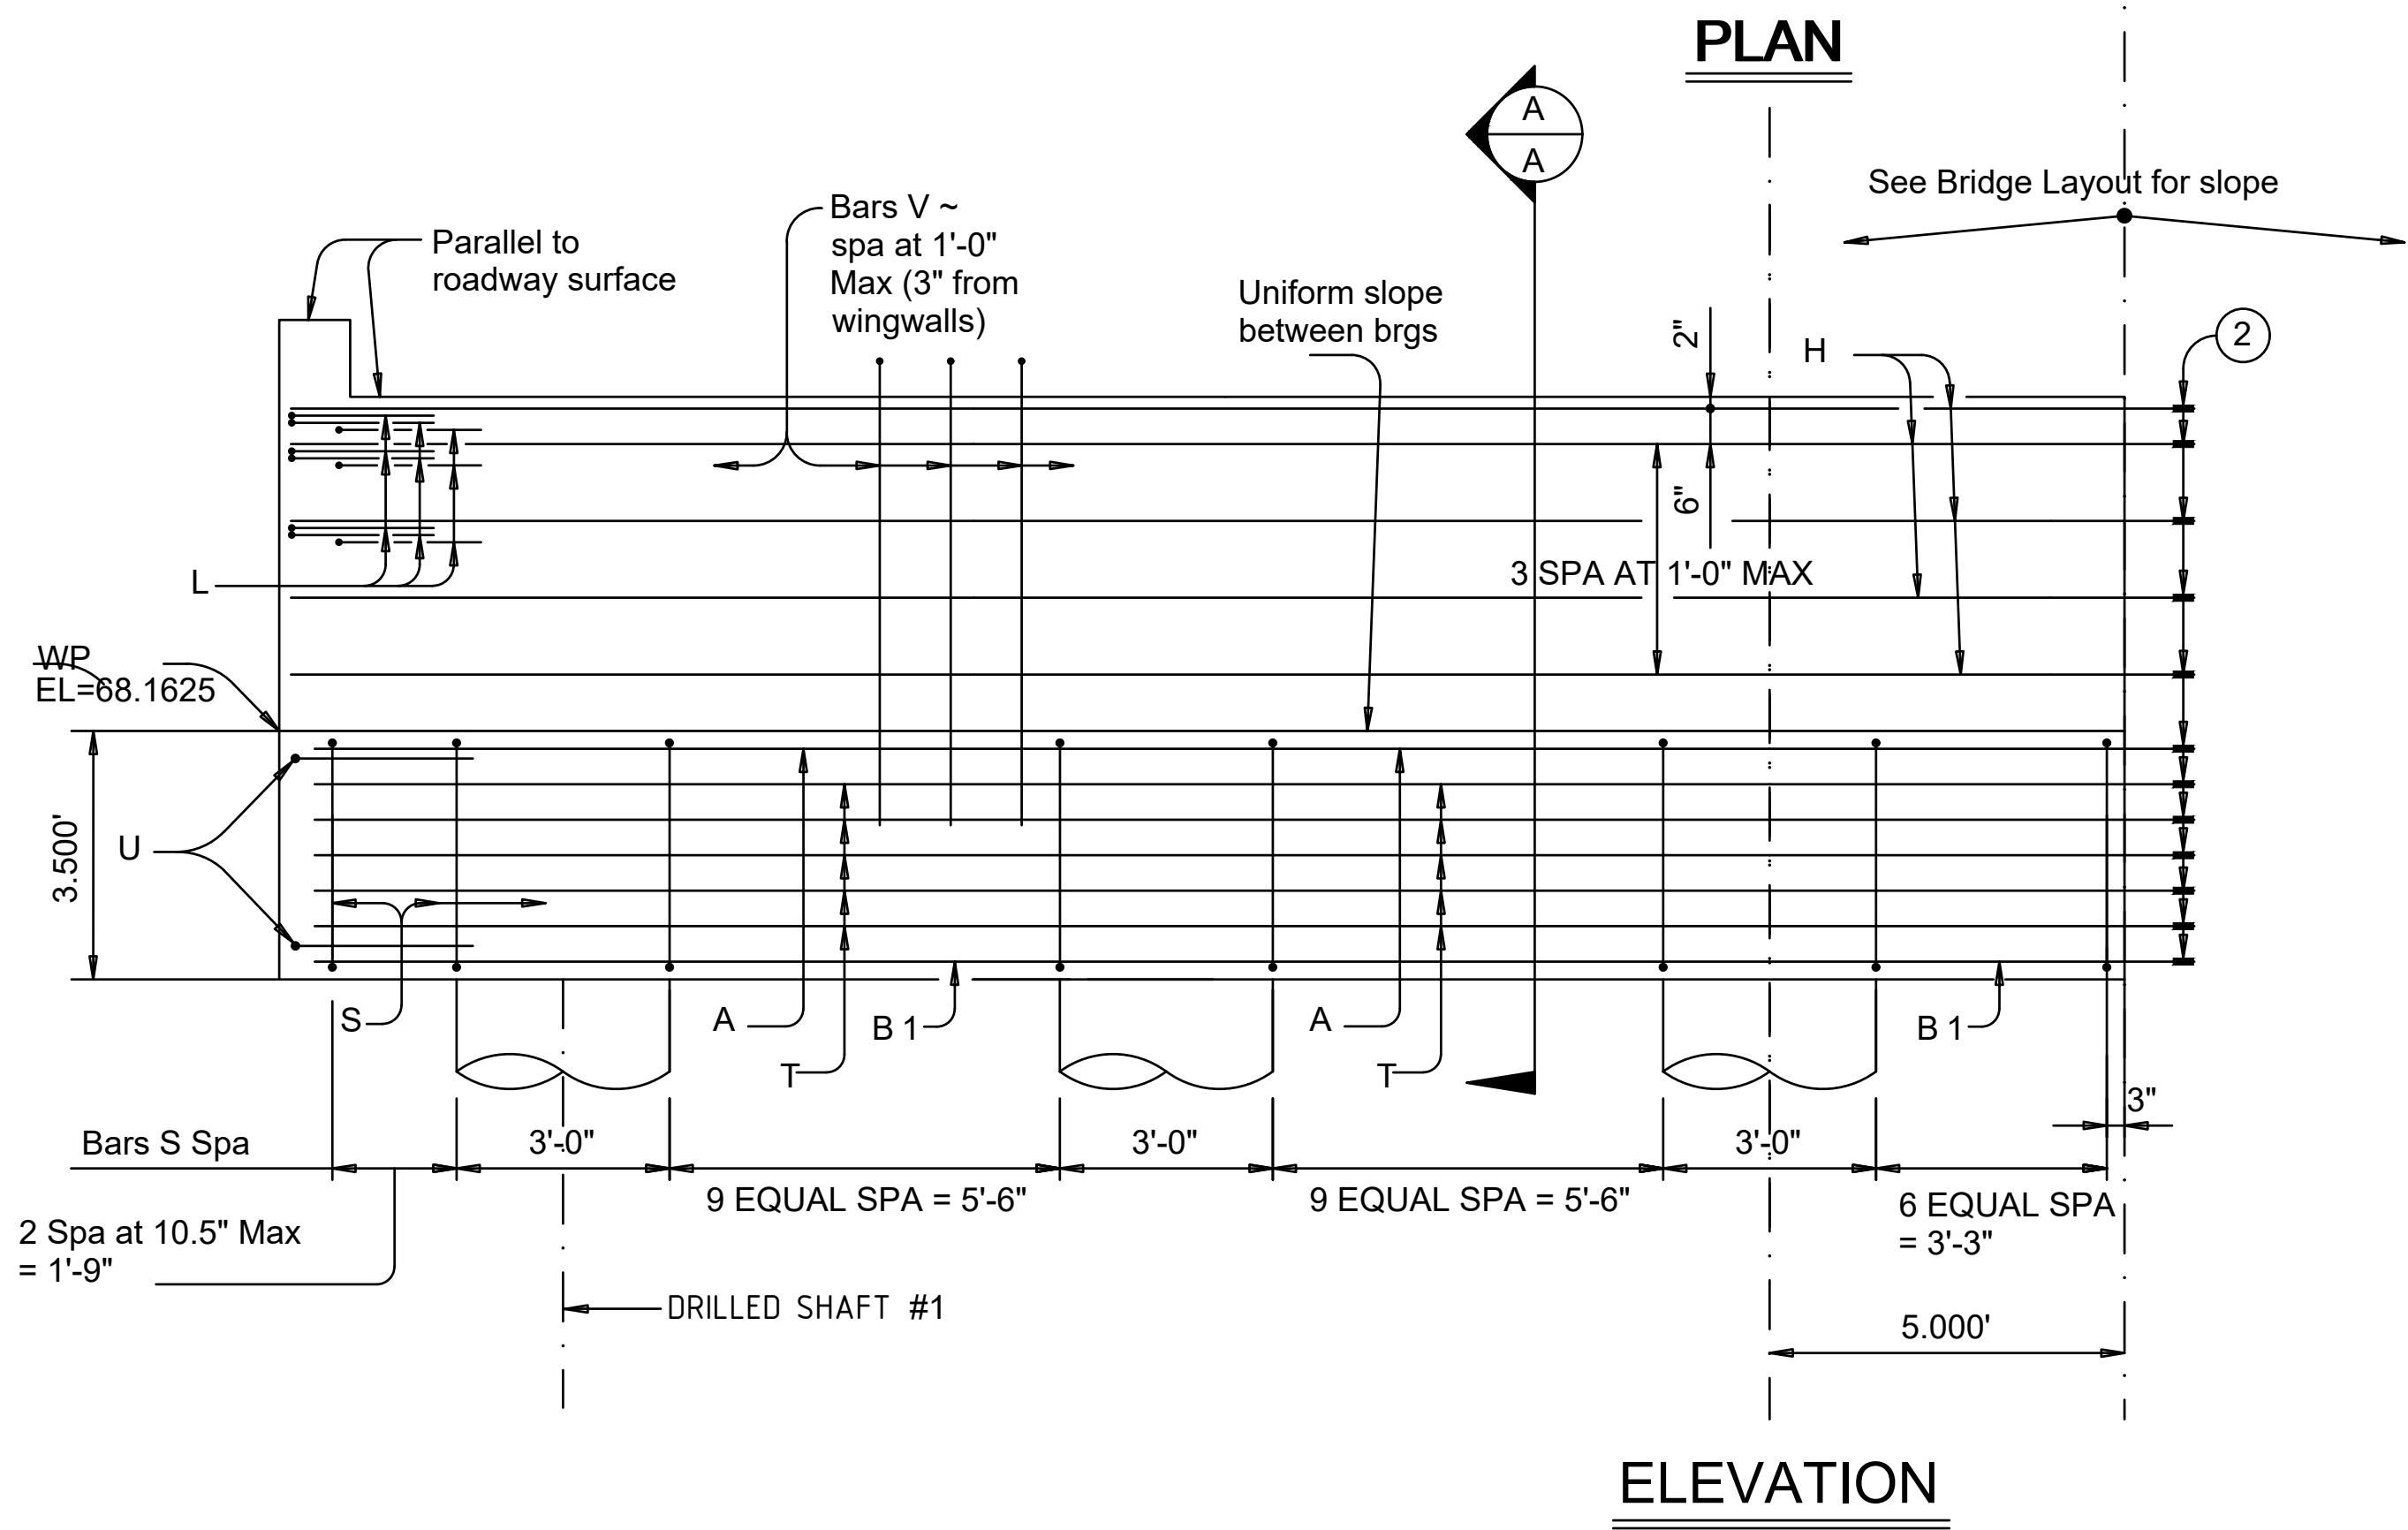 PLAN
A
A
See Bridge Layout for slope
Bars V ~
spa at 1'-0"
Max (3" from
wingwalls)
Parallel to
roadway surface
Uniform slope
between brgs
2"
H
2
6"
3 SPA AT 1'-0" MAX
L
WP
EL=68.1625
3.500'
U
S
A
B 1
A
B 1
T
T
3"
Bars S Spa
3'-0"
3'-0"
3'-0"
9 EQUAL SPA = 5'-6"
9 EQUAL SPA = 5'-6"
6 EQUAL SPA
= 3'-3"
2 Spa at 10.5" Max
= 1'-9"
DRILLED SHAFT #1
5.000'
ELEVATION